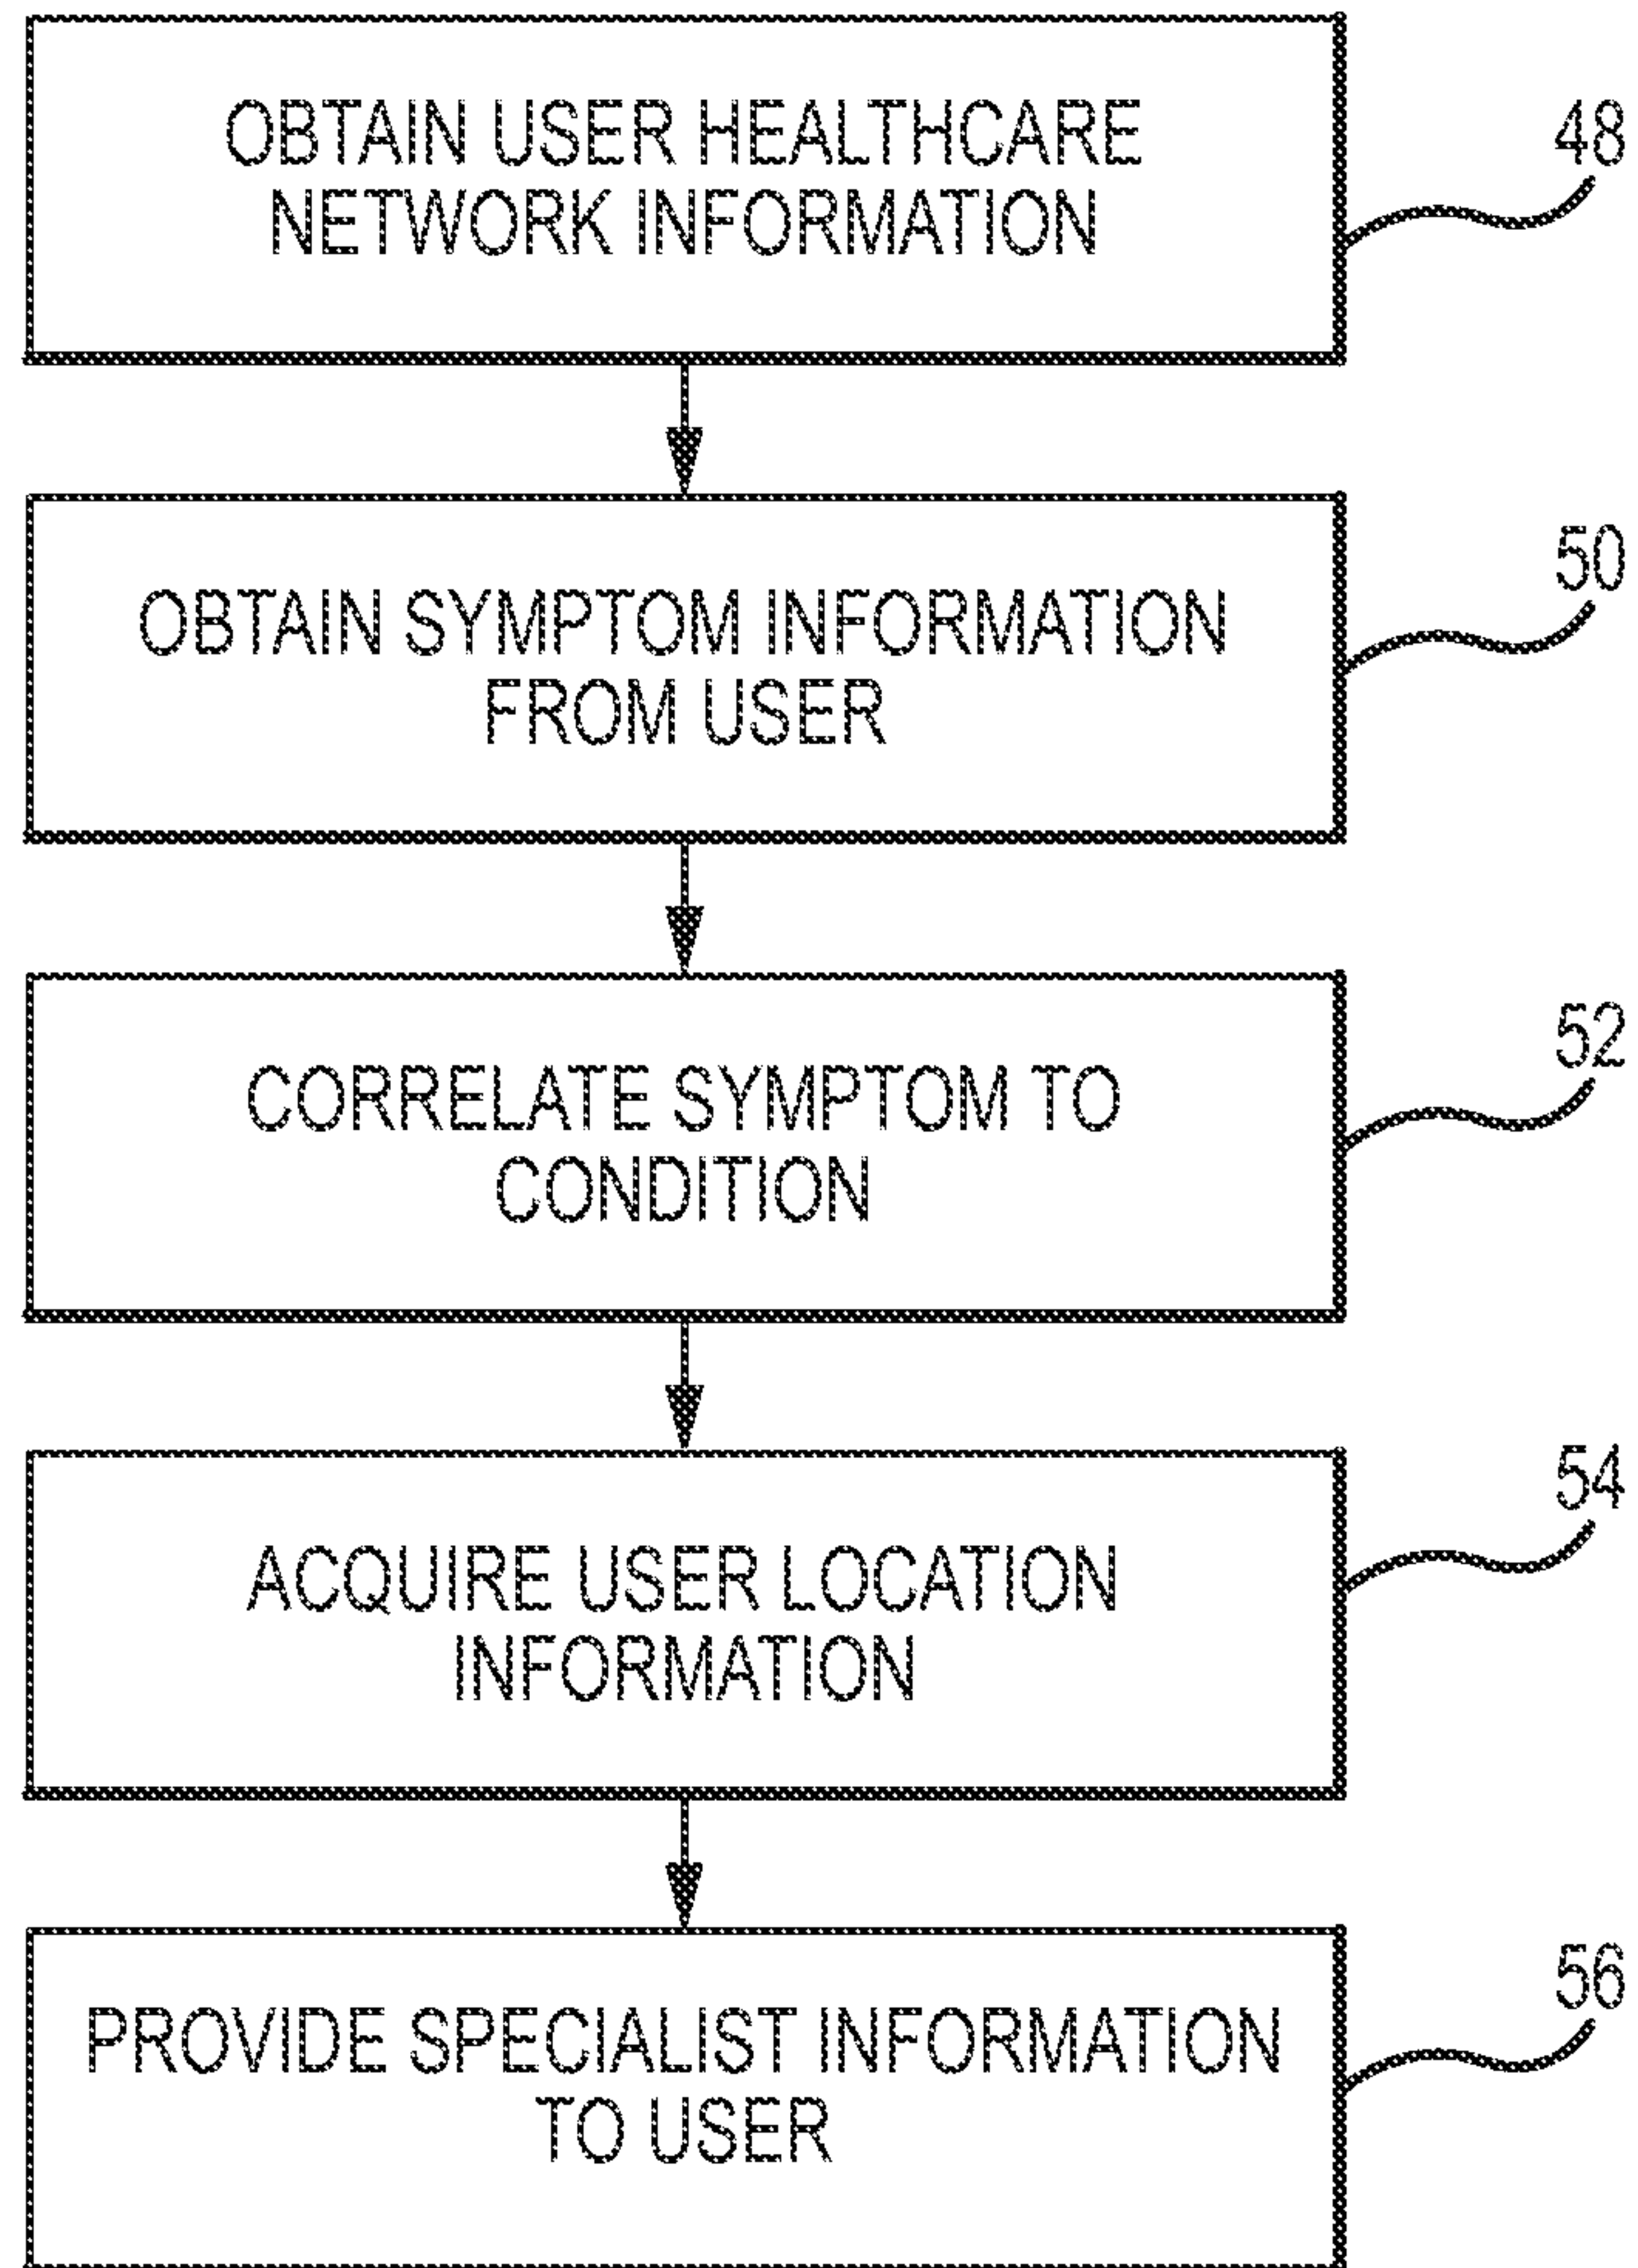 OBTAIN USER HEALTHCARE
NETWORK INFORMATION
48
OBTAIN SYMPTOM INFORMATION
FROM USER
50
CORRELATE SYMPTOM TO
CONDITION
52
ACQUIRE USER LOCATION
INFORMATION
54
PROVIDE SPECIALIST INFORMATION
TO USER
56